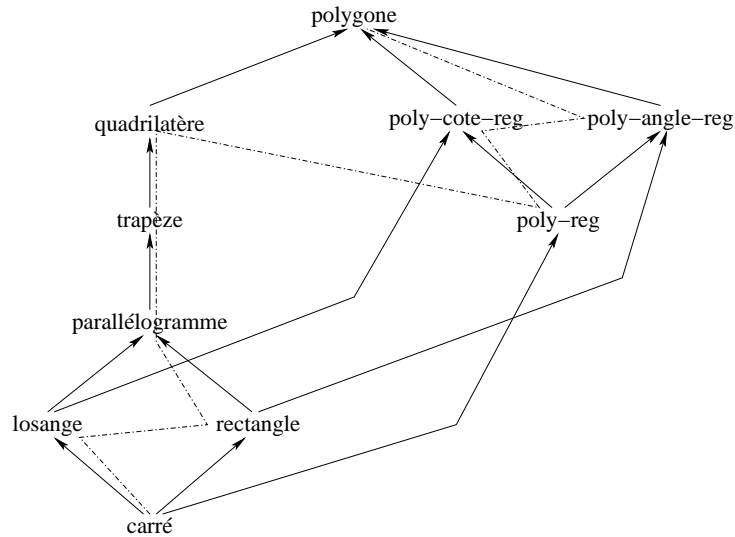 polygone
quadrilatère
poly-cote-reg
poly-angle-reg
trapèze
poly-reg
parallélogramme
losange
rectangle
carré